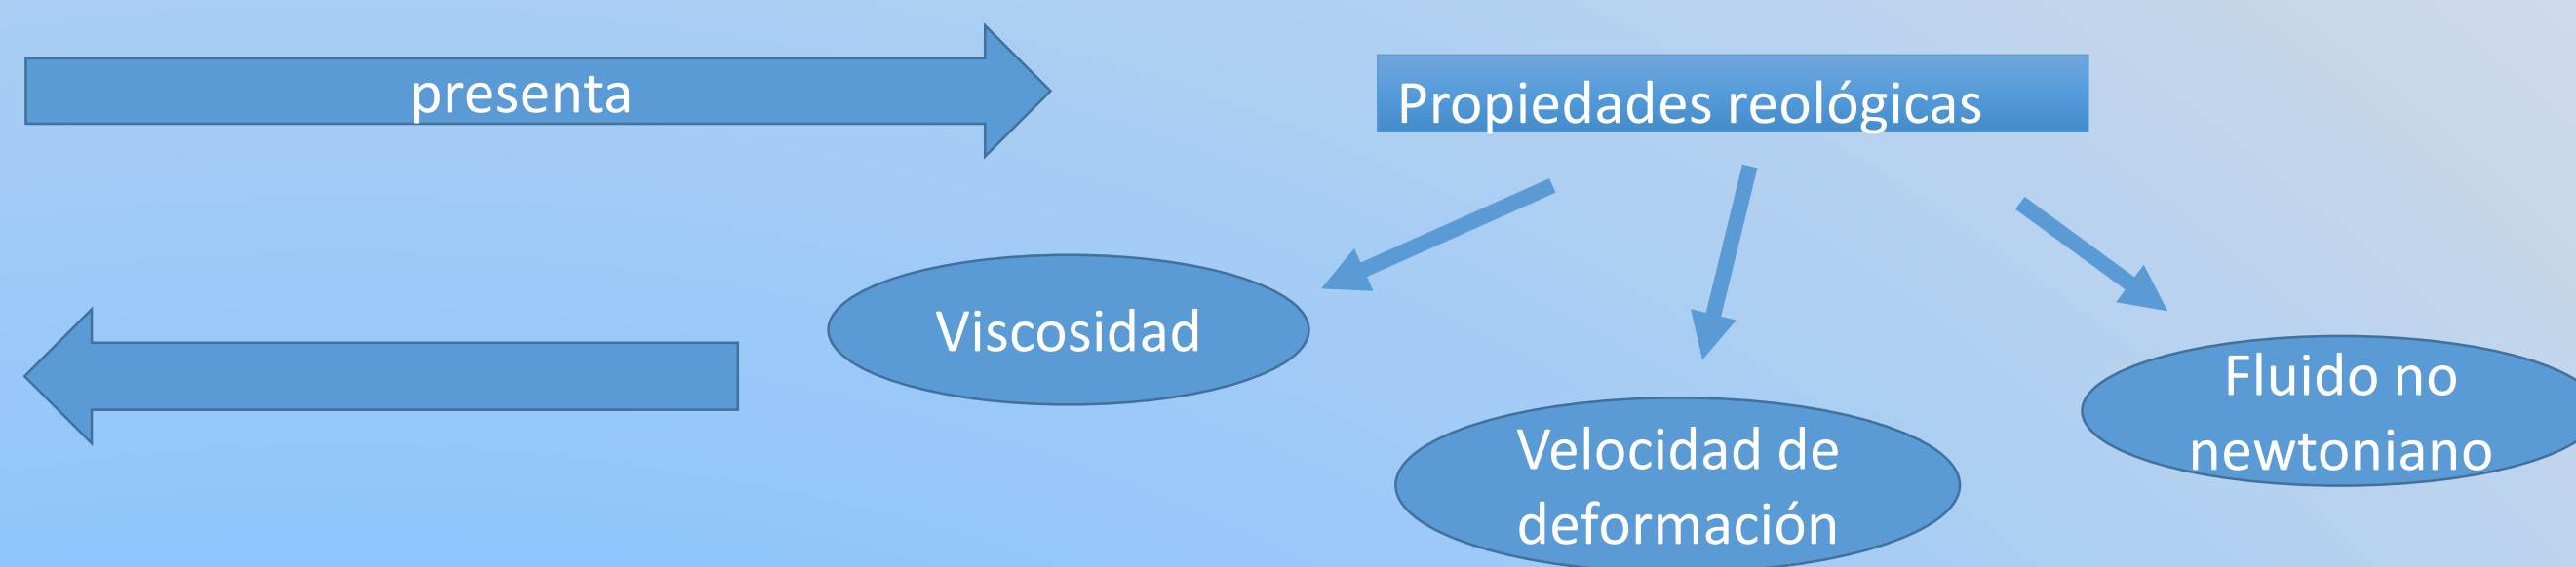 presenta
Propiedades reológicas
Viscosidad
Velocidad de
deformación
Fluido no
newtoniano